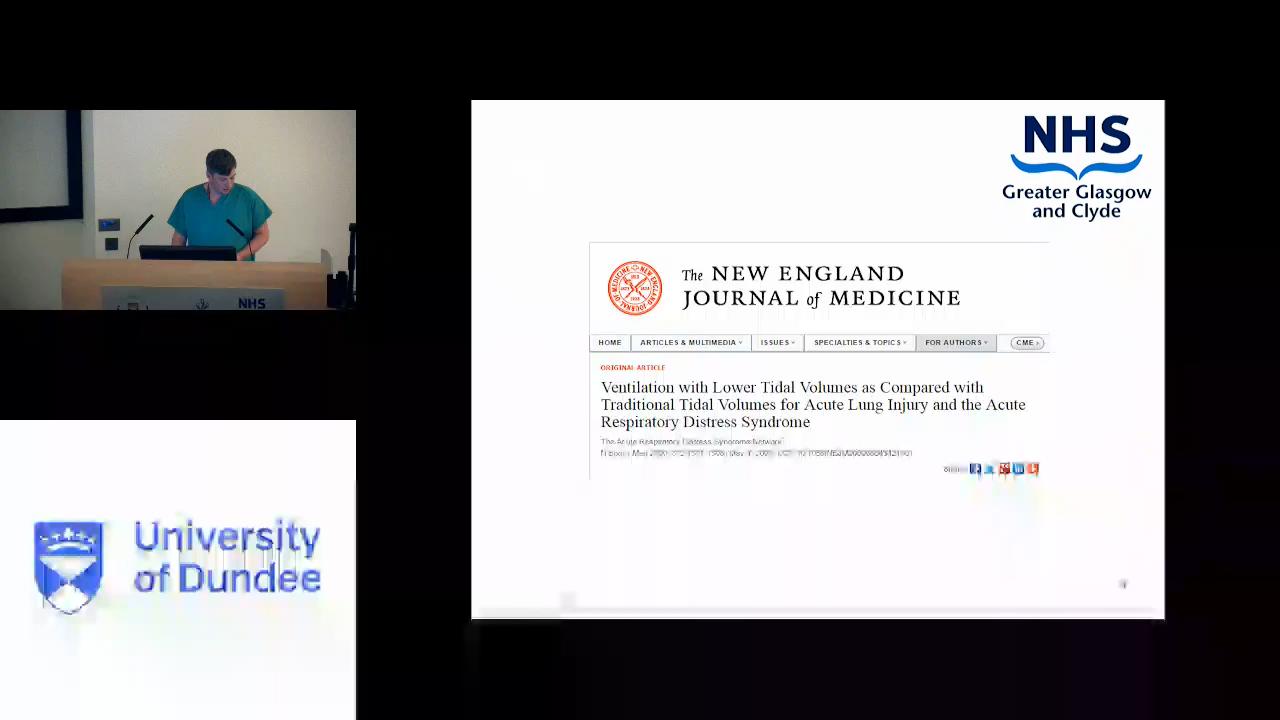 NHS
Greater Glasgow
and Clyde
The NEW ENGLAND
JOURNAL of MEDICINE
HOME
ARTICLES & MULTIMEDIA
ISSUES
SPECIALTIES & TOPICS
FOR AUTHORS
CME
ORIGINAL ARTICLE
Ventilation with Lower Tidal Volumes as Compared with
Traditional Tidal Volumes for Acute Lung Injury and the Acute
Respiratory Distress Syndrome
The Acute Respiratory Distress Syndrome Network
NHS
University
of Dundee